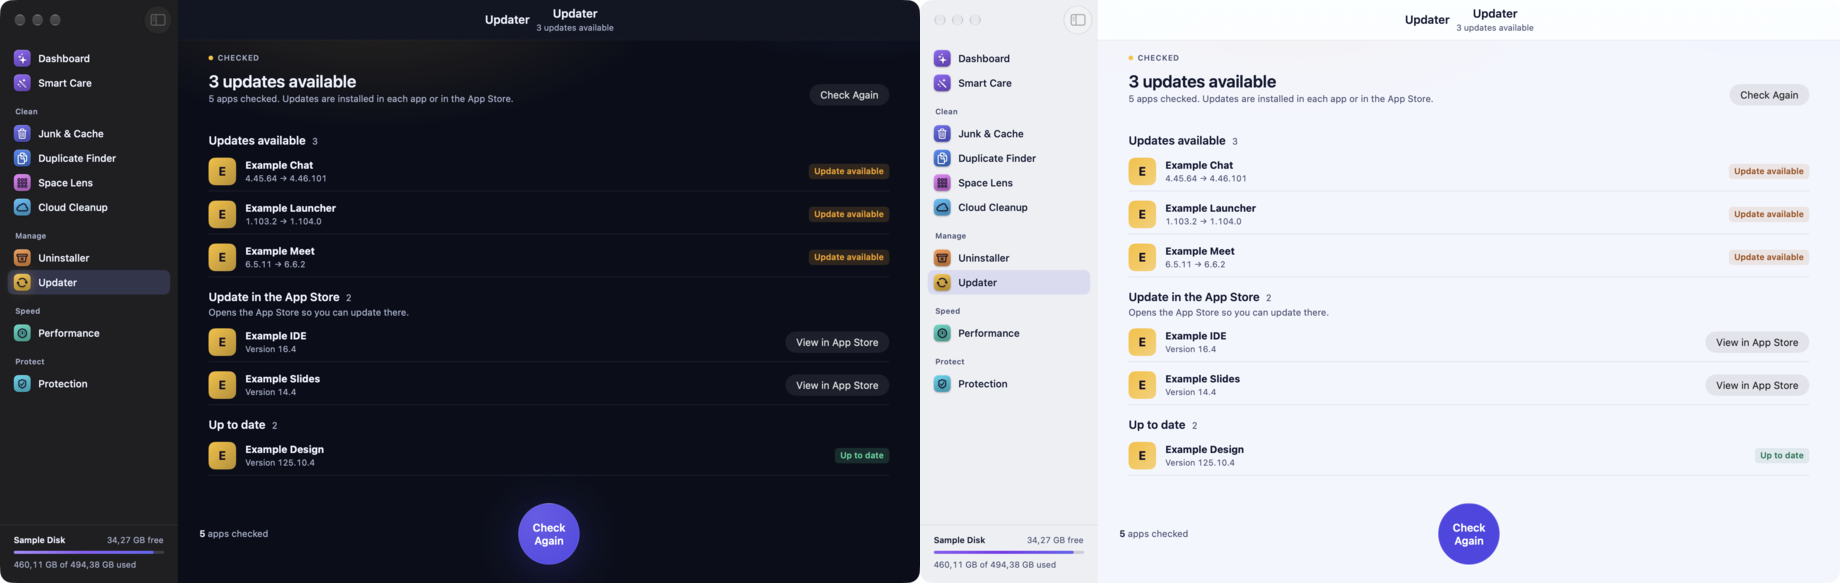 Updater
Updater
3 updates available
Dashboard
Smart Care
Clean
Junk & Cache
Duplicate Finder
Space Lens
Cloud Cleanup
Manage
Uninstaller
Updater
Speed
Performance
Protect
Protection
Sample Disk 34,27 GB free
460,11 GB of 494,38 GB used
CHECKED
3 updates available
5 apps checked. Updates are installed in each app or in the App Store.
Check Again
Updates available 3
E
Example Chat
4.45.64 → 4.46.101
Update available
E
Example Launcher
1.103.2 → 1.104.0
Update available
E
Example Meet
6.5.11 → 6.6.2
Update available
Update in the App Store 2
Opens the App Store so you can update there.
E
Example IDE
Version 16.4
View in App Store
E
Example Slides
Version 14.4
View in App Store
Up to date 2
E
Example Design
Version 125.10.4
Up to date
5 apps checked
Check
Again
Updater
Updater
3 updates available
Dashboard
Smart Care
Clean
Junk & Cache
Duplicate Finder
Space Lens
Cloud Cleanup
Manage
Uninstaller
Updater
Speed
Performance
Protect
Protection
Sample Disk 34,27 GB free
460,11 GB of 494,38 GB used
CHECKED
3 updates available
5 apps checked. Updates are installed in each app or in the App Store.
Check Again
Updates available 3
E
Example Chat
4.45.64 → 4.46.101
Update available
E
Example Launcher
1.103.2 → 1.104.0
Update available
E
Example Meet
6.5.11 → 6.6.2
Update available
Update in the App Store 2
Opens the App Store so you can update there.
E
Example IDE
Version 16.4
View in App Store
E
Example Slides
Version 14.4
View in App Store
Up to date 2
E
Example Design
Version 125.10.4
Up to date
5 apps checked
Check
Again